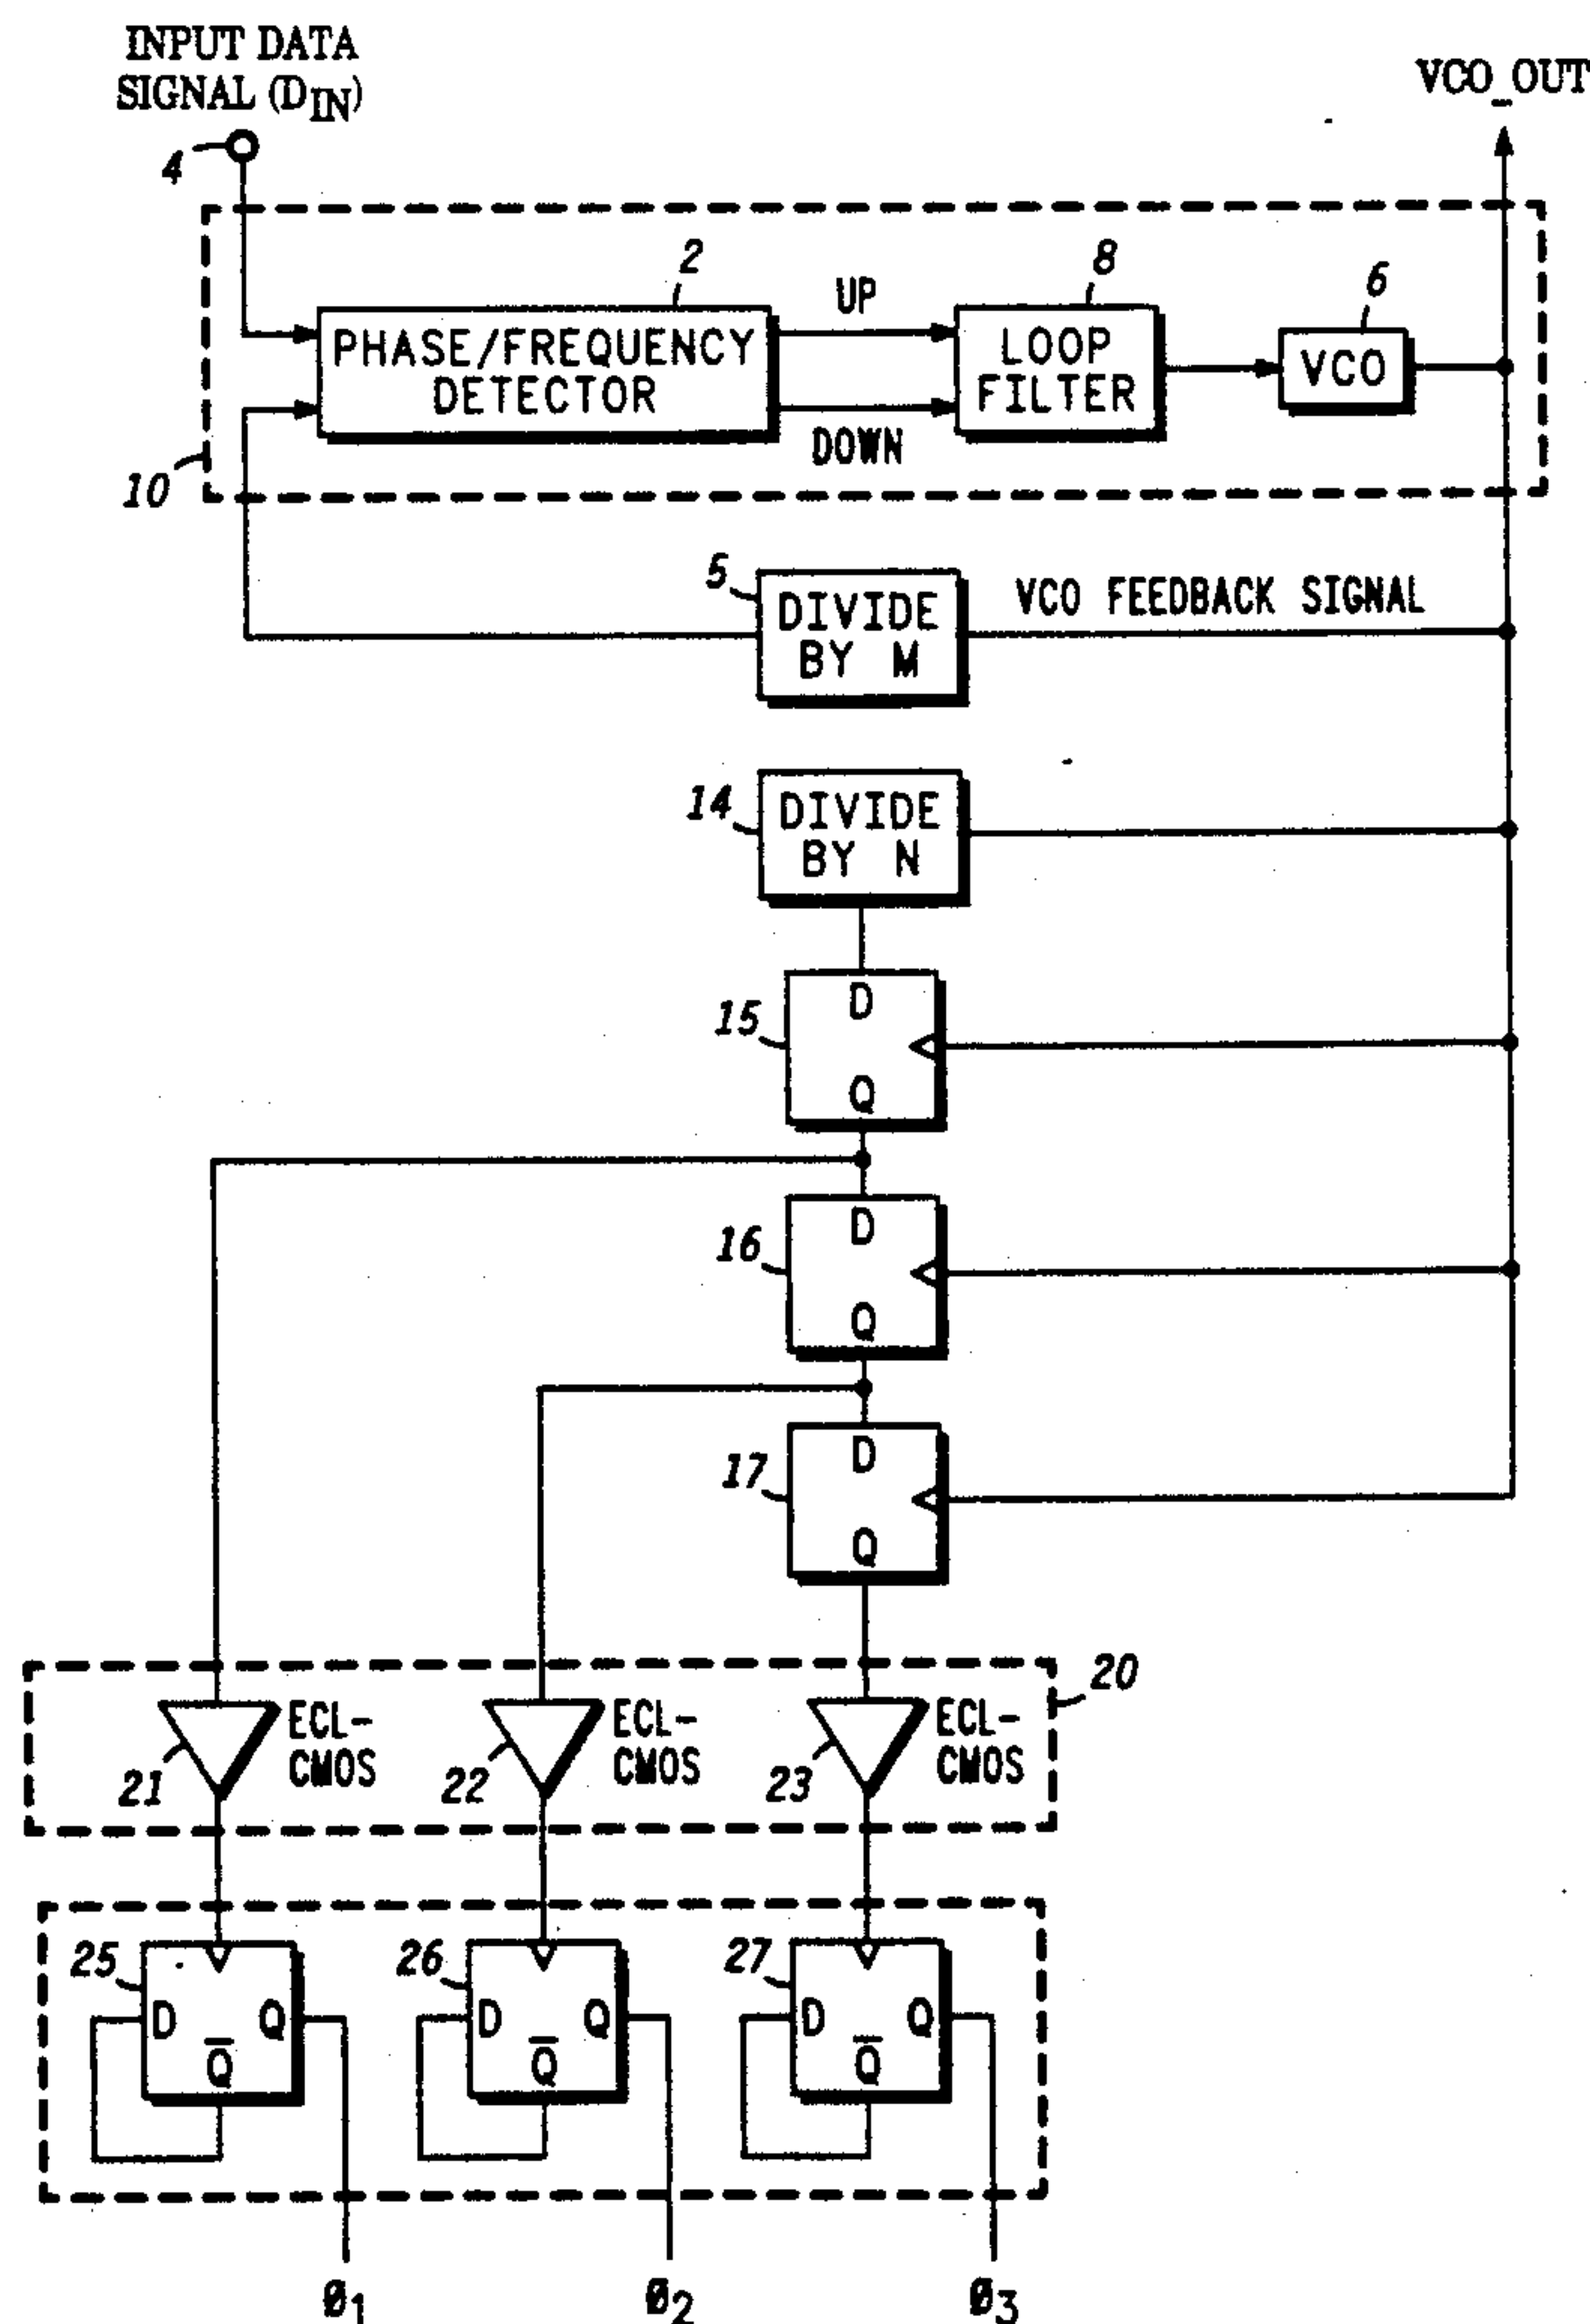 INPUT DATA
SIGNAL (DIN)
VCO_OUT
4
2
8
6
UP
PHASE/FREQUENCY
DETECTOR
LOOP
FILTER
VCO
DOWN
10
5
DIVIDE
BY M
VCO FEEDBACK SIGNAL
14
DIVIDE
BY N
D
15
Q
D
16
Q
D
17
Q
20
ECL-
CMOS
ECL-
CMOS
ECL-
CMOS
21
22
23
25
26
27
D Q
Q̅
D Q
Q̅
D Q
Q̅
Ø1
Ø2
Ø3